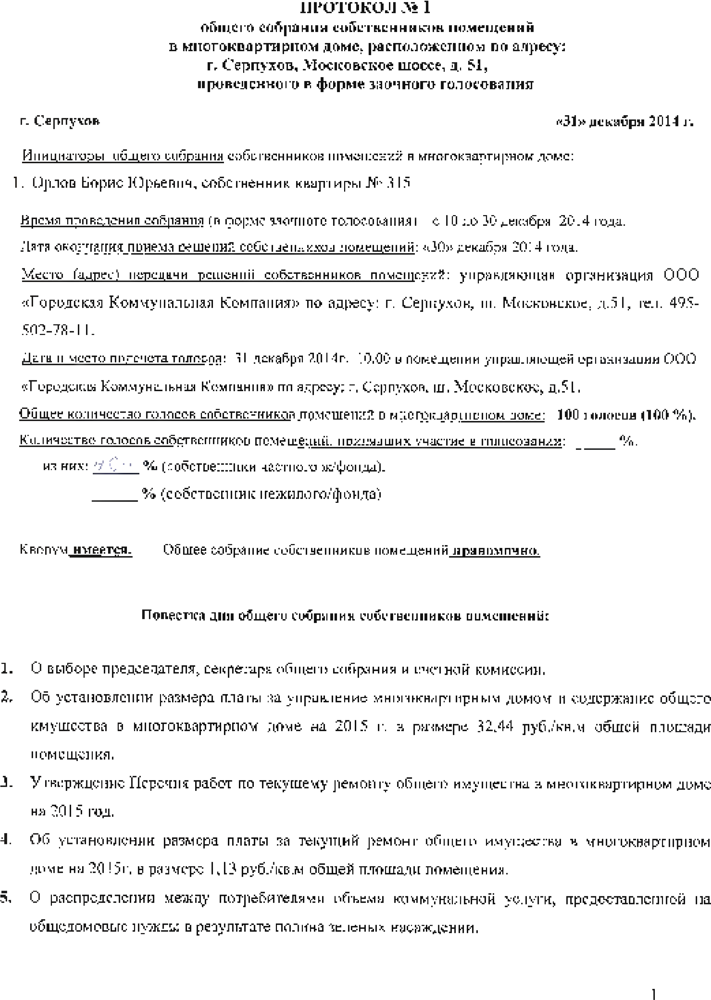 ПРОТОКОЛ № 1
общего собрания собственников помещений
в многоквартирном доме, расположенном по адресу:
г. Серпухов, Московское шоссе, д. 51,
проведенного в форме заочного голосования
г. Серпухов «31» декабря 2014 г.
Инициаторы общего собрания собственников помещений в многоквартирном доме:
1. Орлов Борис Юрьевич, собственник квартиры № 315
Время проведения собрания (в форме заочного голосования) с 10 по 30 декабря 2014 года.
Дата окончания приема решений собственников помещений: «30» декабря 2014 года.
Место (адрес) передачи решений собственников помещений: управляющая организация ООО
«Городская Коммунальная Компания» по адресу: г. Серпухов, ш. Московское, д.51, тел. 495-
502-78-11.
Дата и место подсчета голосов: 31 декабря 2014г. 10.00 в помещении управляющей организации ООО
«Городская Коммунальная Компания» по адресу: г. Серпухов, ш. Московское, д.51.
Общее количество голосов собственников помещений в многоквартирном доме: 100 голосов (100 %).
Количество голосов собственников помещений, принявших участие в голосовании: _ ____ %.
из них: % (собственники частного ж/фонда).
_____ % (собственник нежилого/фонда)
Кворум имеется. Общее собрание собственников помещений правомочно.
Повестка дня общего собрания собственников помещений:
1. О выборе председателя, секретаря общего собрания и счетной комиссии.
2. Об установлении размера платы за управление многоквартирным домом и содержание общего
имущества в многоквартирном доме на 2015 г. в размере 32,44 руб./кв.м общей площади
помещения.
3. Утверждение Перечня работ по текущему ремонту общего имущества в многоквартирном доме
на 2015 год.
4. Об установлении размера платы за текущий ремонт общего имущества в многоквартирном
доме на 2015г. в размере 1,13 руб./кв.м общей площади помещения.
5. О распределении между потребителями объема коммунальной услуги, предоставленной на
общедомовые нужды в результате полива зеленых насаждений.
1